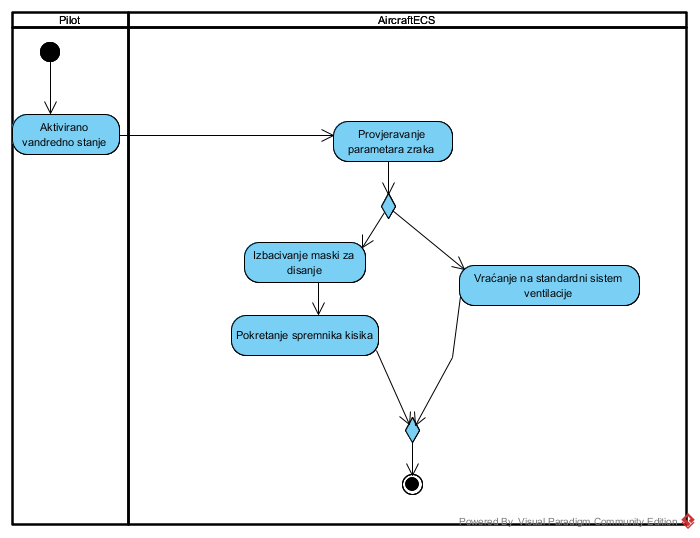 Pilot
AircraftECS
Aktivirano
vandredno stanje
Provjeravanje
parametara zraka
Izbacivanje maski za
disanje
Vraćanje na standardni sistem
ventilacije
Pokretanje spremnika kisika
Powered By Visual Paradigm Community Edition